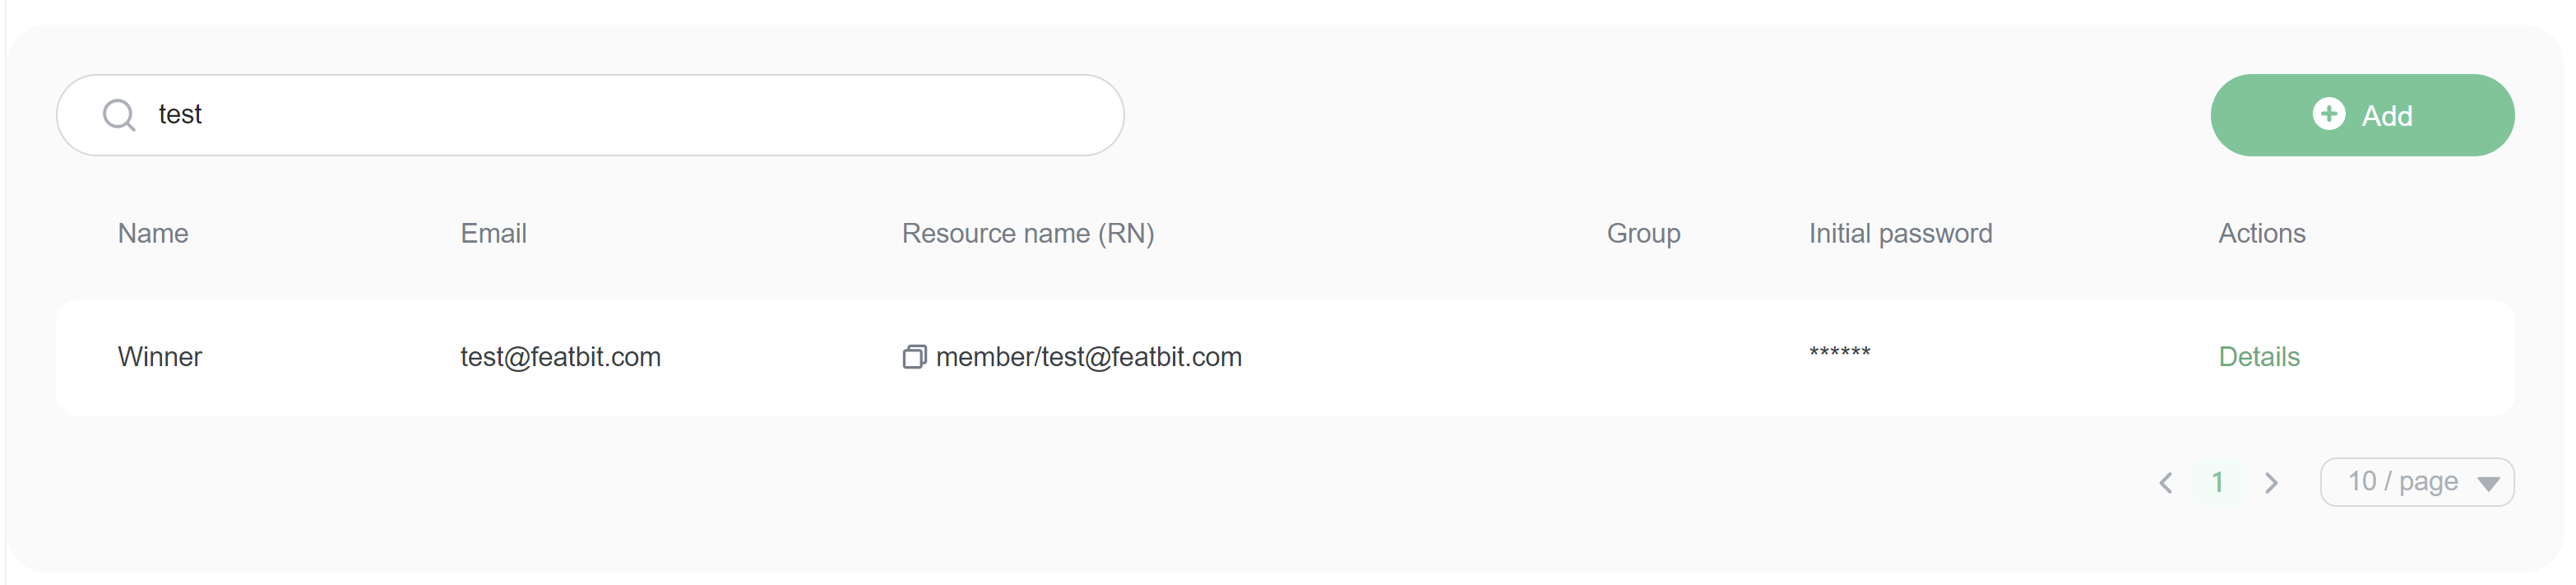 test
Add
Name Email Resource name (RN) Group Initial password Actions
Winner test@featbit.com member/test@featbit.com ****** Details
1 10 / page